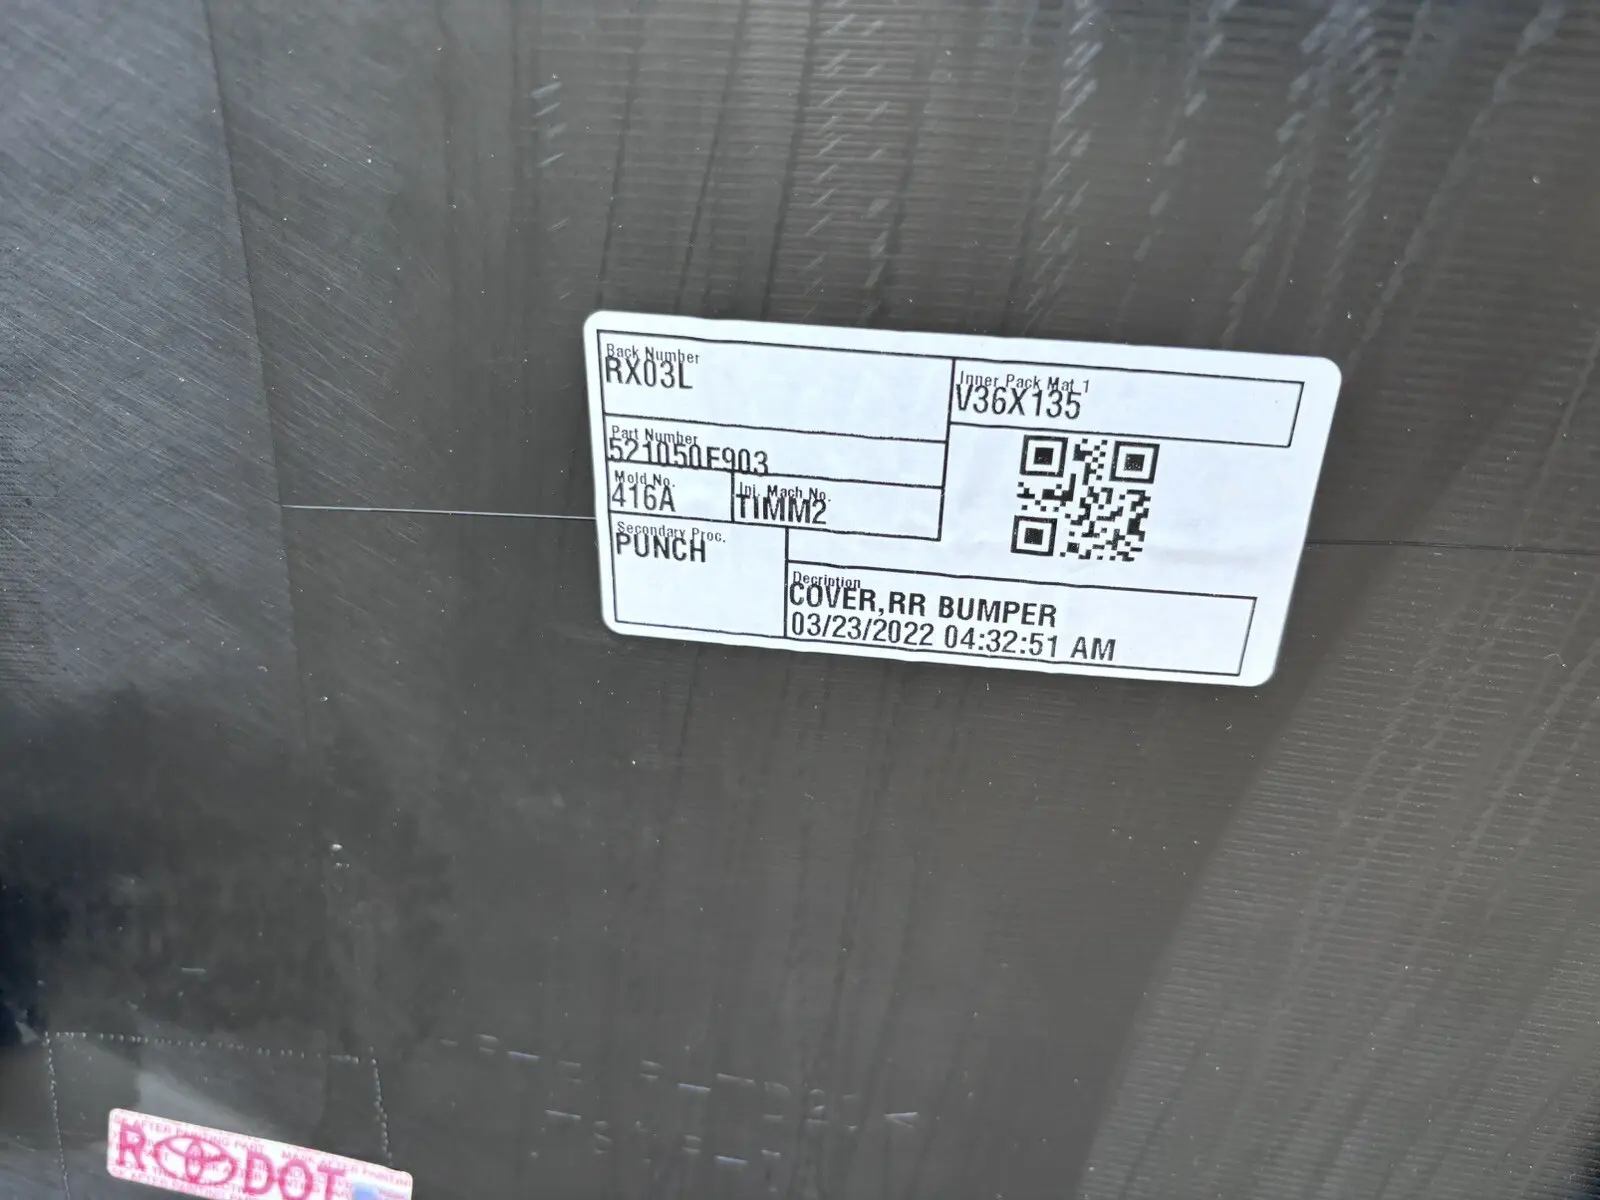 Back Number
RX03L
Inner Pack Mat 1
V36X135
Part Number
521050E903
Mold No.
416A
Inj. Mach No.
TIMM2
Secondary Proc.
PUNCH
Decription
COVER,RR BUMPER
03/23/2022 04:32:51 AM
R DOT